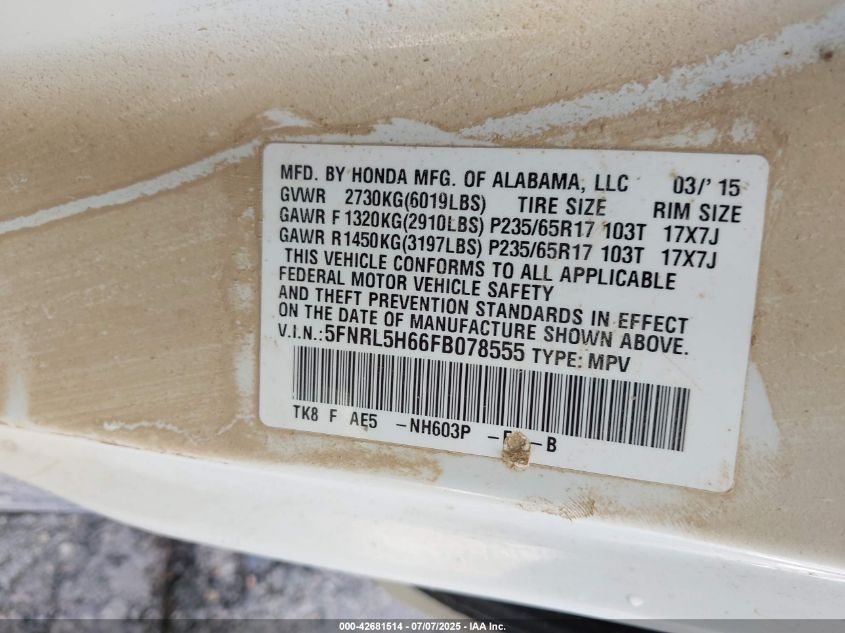 MFD. BY HONDA MFG. OF ALABAMA, LLC 03/'15
GVWR 2730KG(6019LBS) TIRE SIZE RIM SIZE
GAWR F 1320KG(2910LBS) P235/65R17 103T 17X7J
GAWR R1450KG(3197LBS) P235/65R17 103T 17X7J
THIS VEHICLE CONFORMS TO ALL APPLICABLE
FEDERAL MOTOR VEHICLE SAFETY
AND THEFT PREVENTION STANDARDS IN EFFECT
ON THE DATE OF MANUFACTURE SHOWN ABOVE.
V.I.N.:5FNRL5H66FB078555 TYPE: MPV
TK8 F AE5 -NH603P - -B
000-42681514 - 07/07/2025 - IAA Inc.